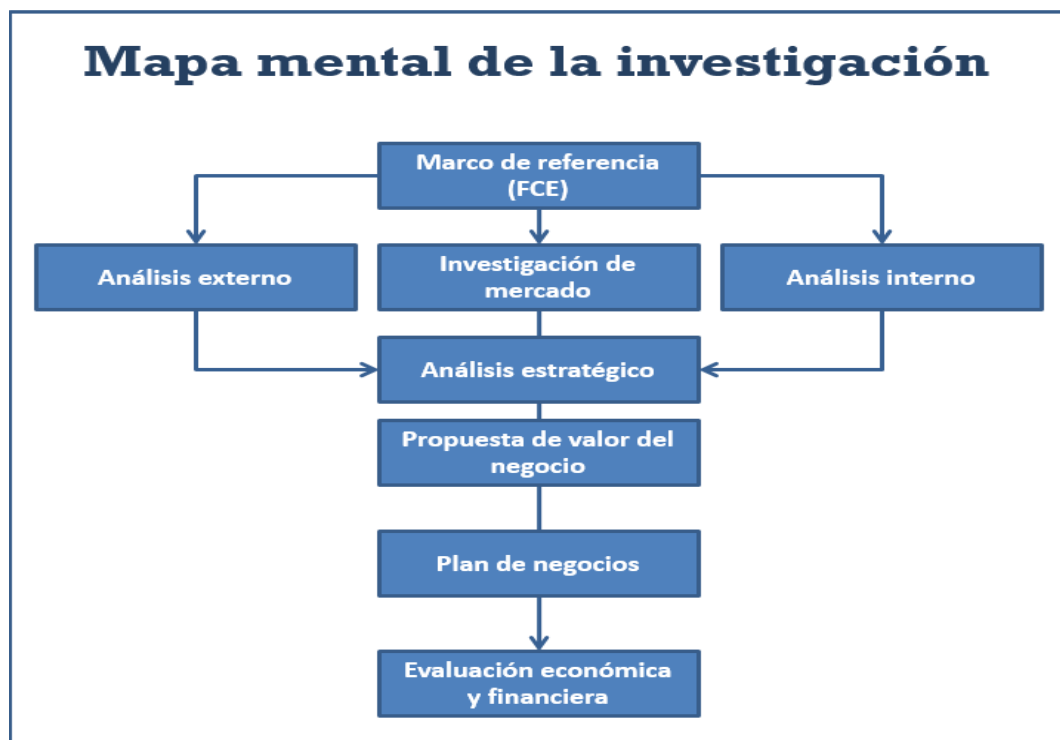 Mapa mental de la investigación
Marco de referencia
(FCE)
Análisis externo
Investigación de
mercado
Análisis interno
Análisis estratégico
Propuesta de valor del
negocio
Plan de negocios
Evaluación económica
y financiera